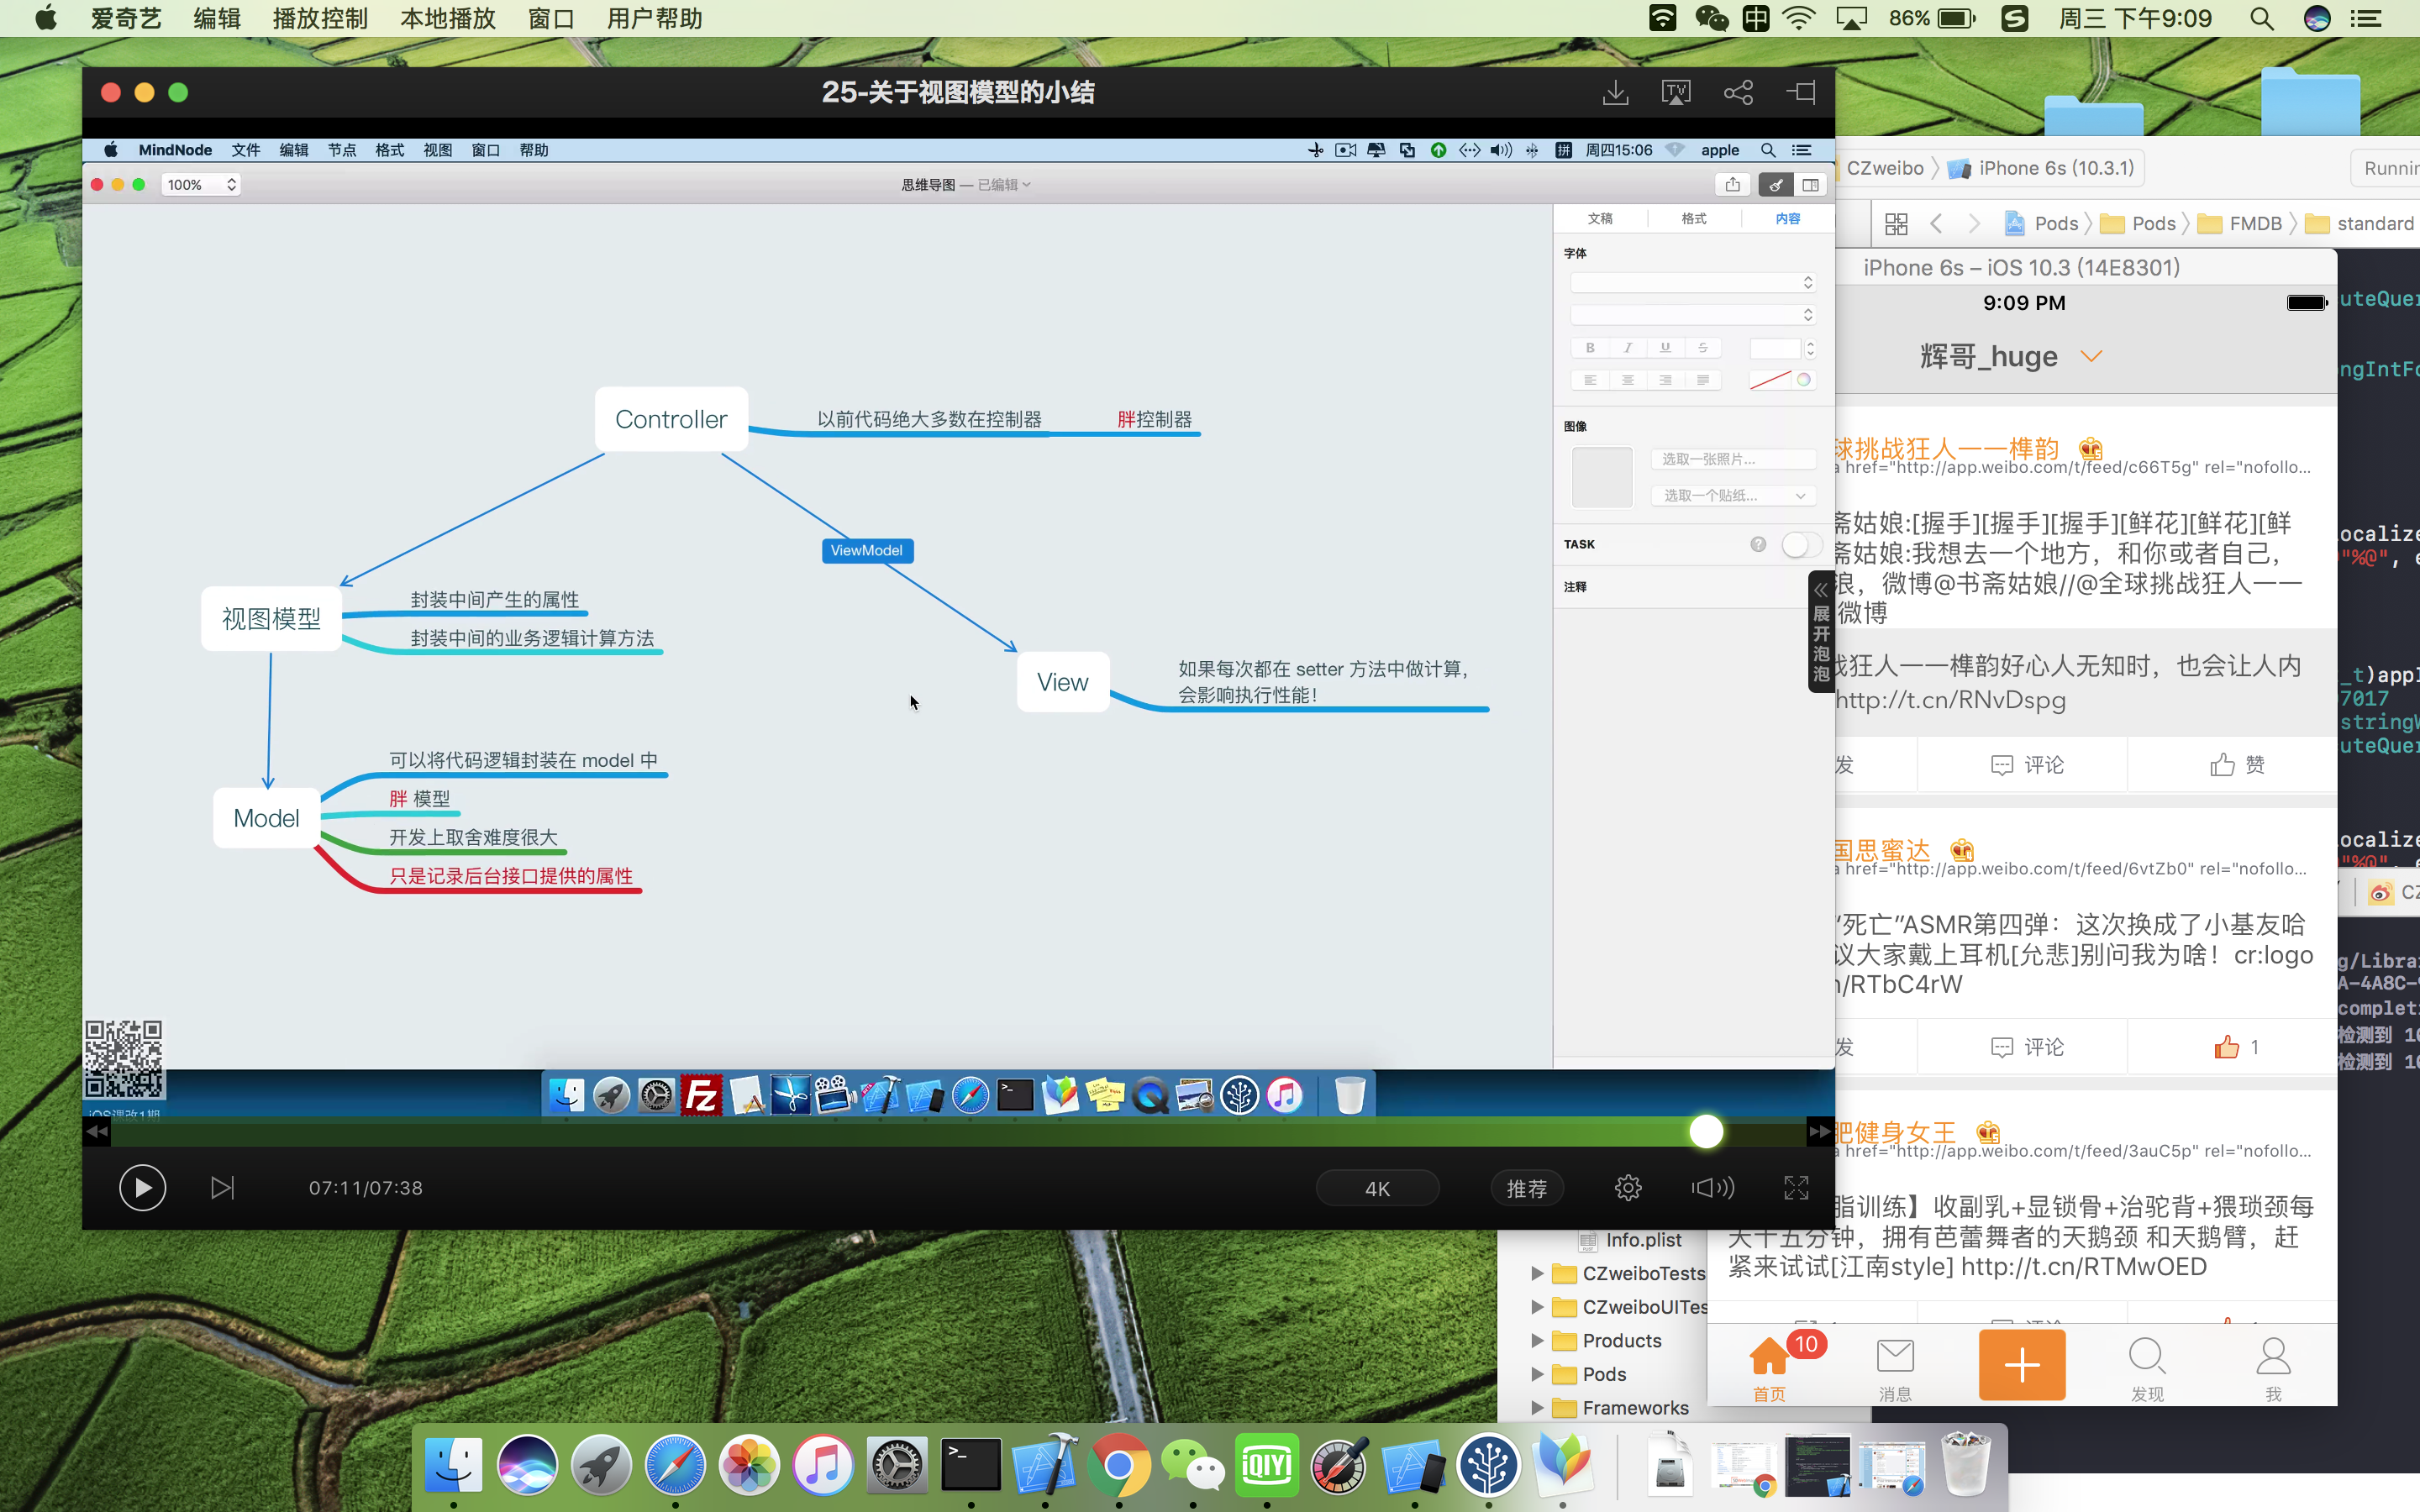 爱奇艺 编辑 播放控制 本地播放 窗口 用户帮助 中 86% 周三 下午9:09
25-关于视图模型的小结
TV
MindNode 文件 编辑 节点 格式 视图 窗口 帮助 拼 周四15:06 apple
100% 思维导图 — 已编辑
文稿 格式 内容
字体
B I U S
图像
选取一张照片...
选取一个贴纸...
TASK ?
注释
展开泡泡
Controller 以前代码绝大多数在控制器 胖控制器
ViewModel
视图模型 封装中间产生的属性
封装中间的业务逻辑计算方法
View 如果每次都在 setter 方法中做计算，
会影响执行性能！
Model 可以将代码逻辑封装在 model 中
胖 模型
开发上取舍难度很大
只是记录后台接口提供的属性
iOS课改1期
Fz
07:11/07:38 4K 推荐
CZweibo iPhone 6s (10.3.1)
Pods Pods FMDB standard
iPhone 6s – iOS 10.3 (14E8301)
9:09 PM
辉哥_huge
球挑战狂人一一榫韵
href="http://app.weibo.com/t/feed/c66T5g" rel="nofollo...
斋姑娘:[握手][握手][握手][鲜花][鲜花][鲜
斋姑娘:我想去一个地方，和你或者自己，
浪，微博@书斋姑娘//@全球挑战狂人一一
微博
战狂人一一榫韵好心人无知时，也会让人内
http://t.cn/RNvDspg
发 评论 赞
国思蜜达
href="http://app.weibo.com/t/feed/6vtZb0" rel="nofollo...
“死亡”ASMR第四弹：这次换成了小基友哈
议大家戴上耳机[允悲]别问我为啥！cr:logo
/RTbC4rW
发 评论 1
肥健身女王
href="http://app.weibo.com/t/feed/3auC5p" rel="nofollo...
脂训练】收副乳+显锁骨+治驼背+猥琐颈每
天十五分钟，拥有芭蕾舞者的天鹅颈 和天鹅臂，赶
紧来试试[江南style] http://t.cn/RTMwOED
10
首页 消息 发现 我
Info.plist
CZweiboTests
CZweiboUITes
Products
Pods
Frameworks
"%@",
_t)appl
7017
检测到
检测到
iQIYI